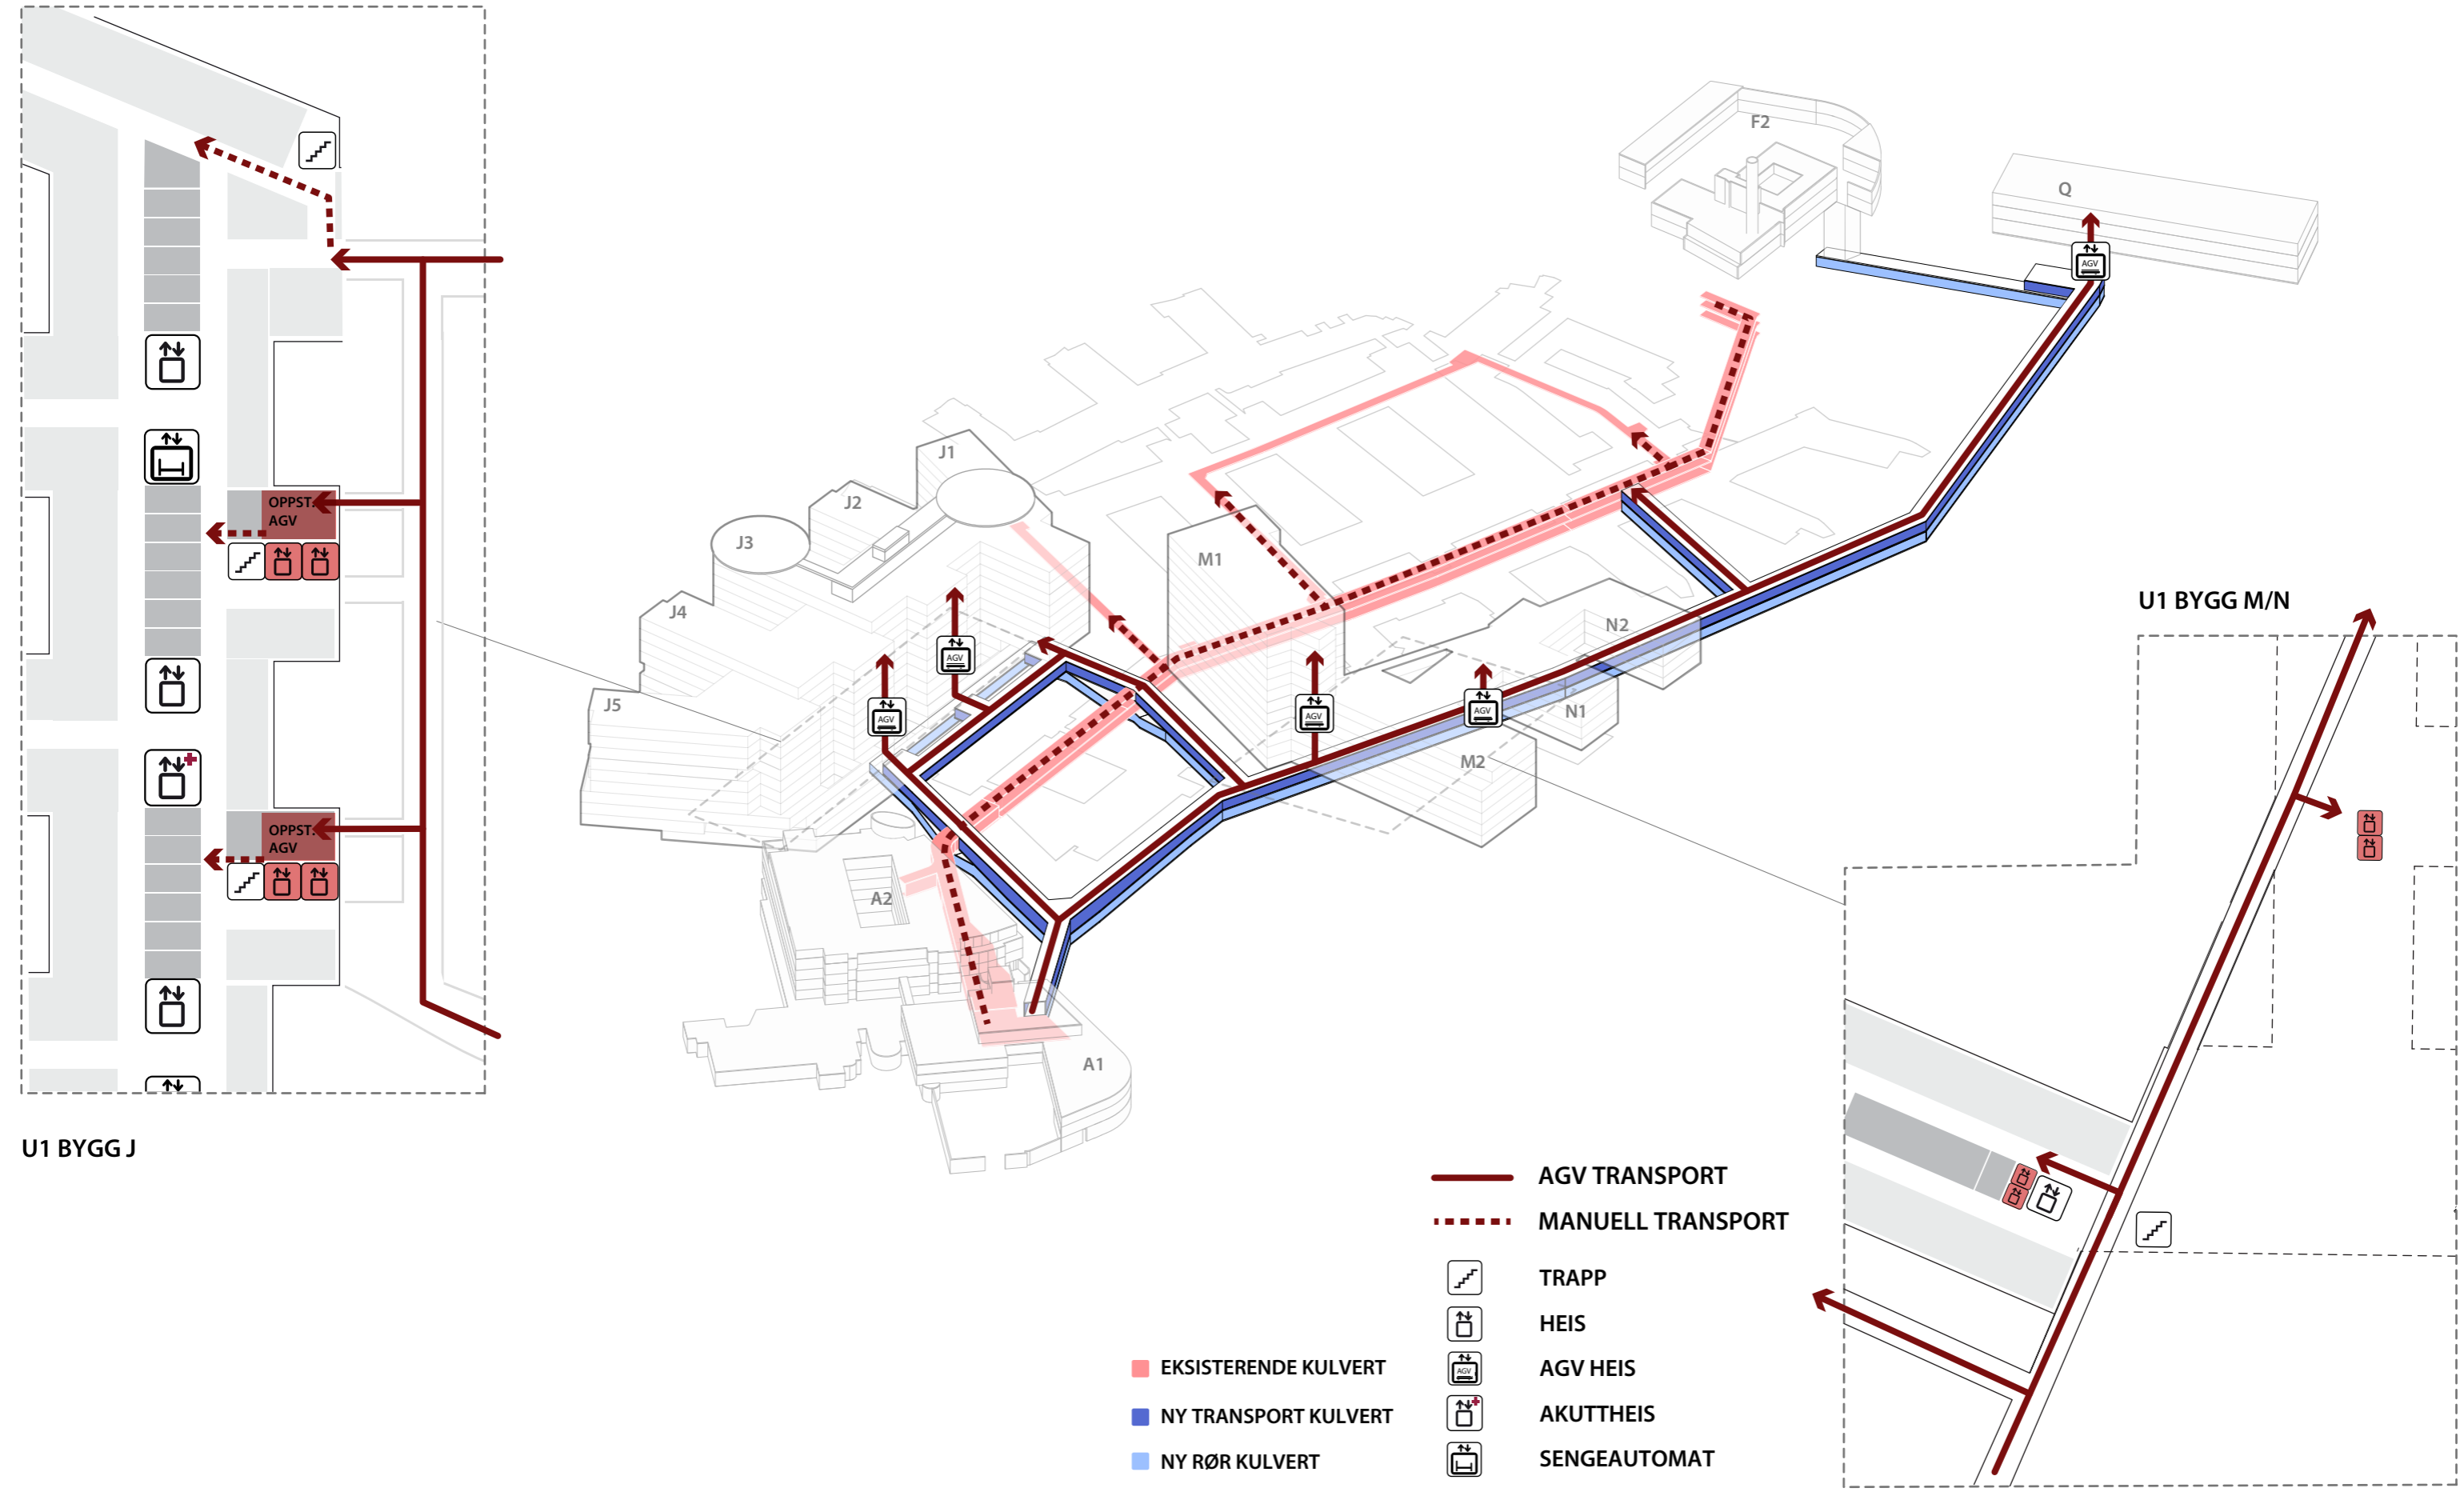 OPPST.
AGV
OPPST.
AGV
U1 BYGG J
F2
Q
AGV
J1
J2
J3
J4
J5
M1
N2
N1
M2
AGV
AGV
AGV
AGV
A2
A1
U1 BYGG M/N
AGV TRANSPORT
MANUELL TRANSPORT
TRAPP
HEIS
AGV
AGV HEIS
AKUTTHEIS
SENGEAUTOMAT
EKSISTERENDE KULVERT
NY TRANSPORT KULVERT
NY RØR KULVERT